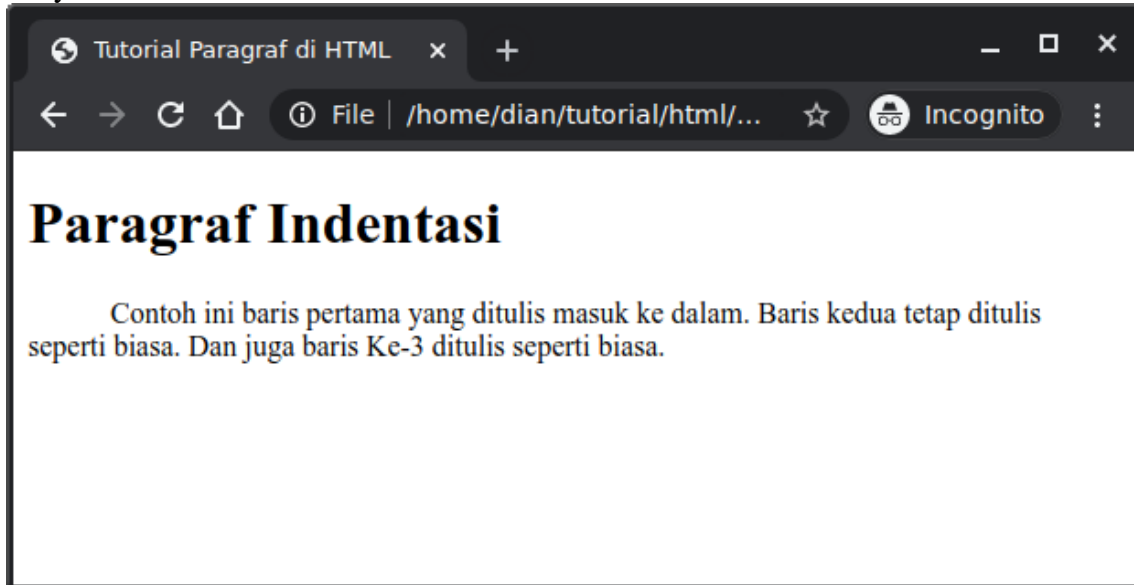 Tutorial Paragraf di HTML
File | /home/dian/tutorial/html/...
Incognito
Paragraf Indentasi
Contoh ini baris pertama yang ditulis masuk ke dalam. Baris kedua tetap ditulis
seperti biasa. Dan juga baris Ke-3 ditulis seperti biasa.